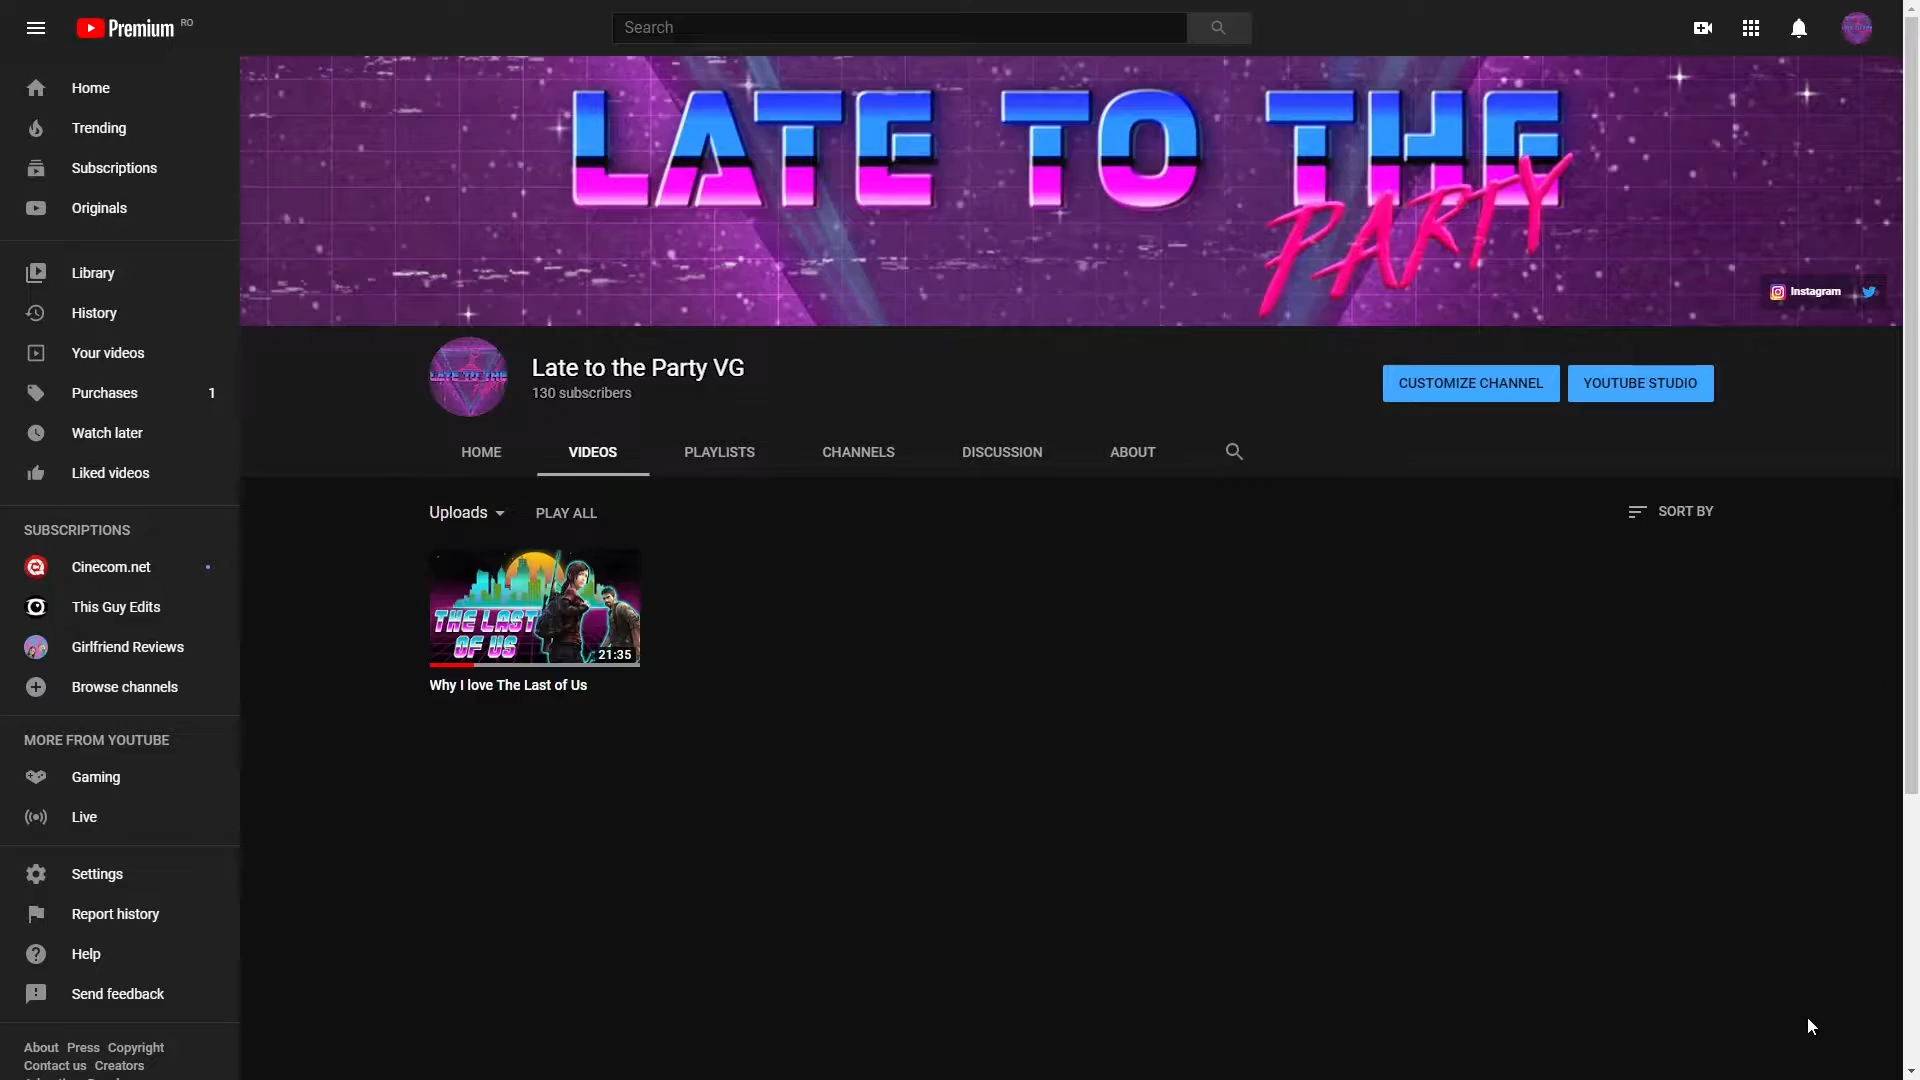 Premium RO
Search
Home
Trending
Subscriptions
Originals
Library
History
Your videos
Purchases 1
Watch later
Liked videos
SUBSCRIPTIONS
Cinecom.net
This Guy Edits
Girlfriend Reviews
Browse channels
MORE FROM YOUTUBE
Gaming
Live
Settings
Report history
Help
Send feedback
About Press Copyright
Contact us Creators
LATE TO THE
PARTY
Instagram
LATE TO THE
Late to the Party VG
130 subscribers
CUSTOMIZE CHANNEL YOUTUBE STUDIO
HOME VIDEOS PLAYLISTS CHANNELS DISCUSSION ABOUT
Uploads PLAY ALL SORT BY
THE LAST
OF US
21:35
Why I love The Last of Us